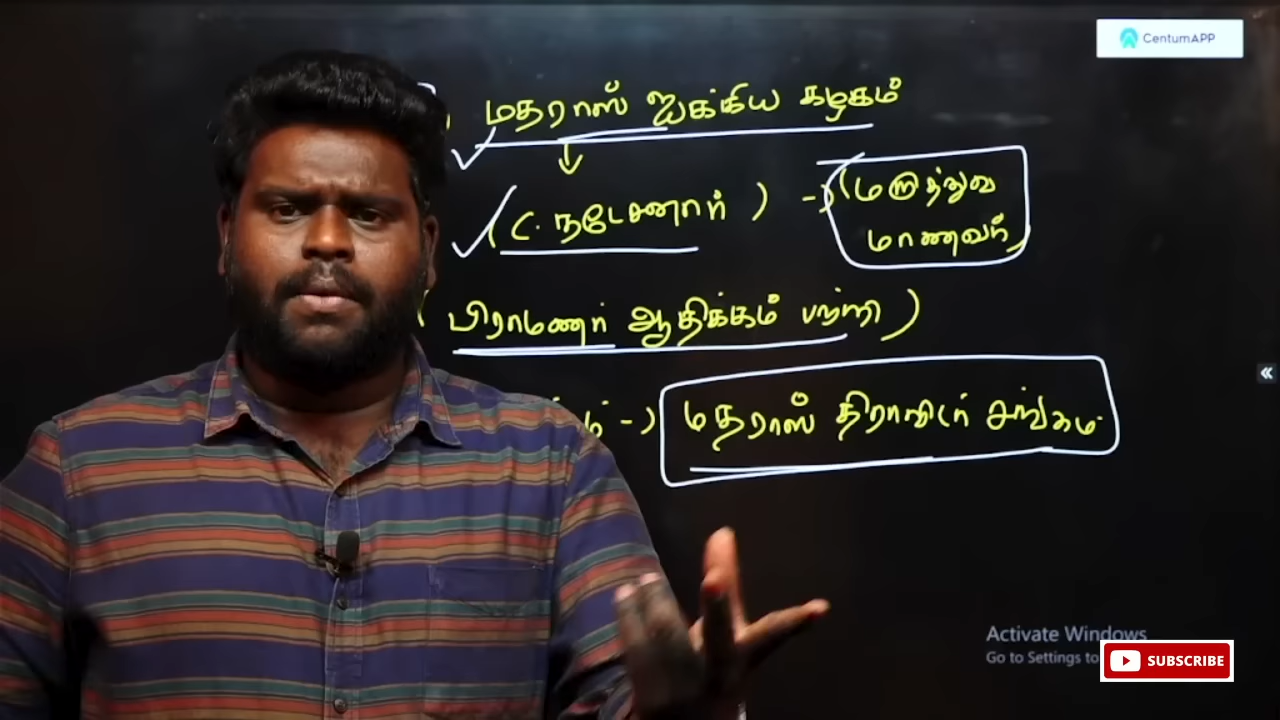 CentumAPP
மதராஸ் ஐக்கிய கழகம்
(C. நடேசனார்) -> (மருத்துவ
மாணவர்)
(பிராமணர் ஆதிக்கம் பற்றி)
-> மதராஸ் திராவிடர் சங்கம்
Activate Windows
Go to Settings to
SUBSCRIBE